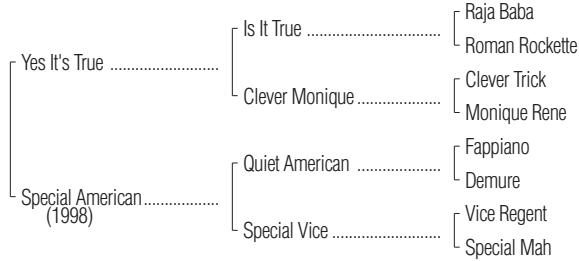 Raja Baba
Is It True ..........................
Roman Rockette
Yes It's True ..........................
Clever Trick
Clever Monique ....................
Monique Rene
Fappiano
Quiet American ....................
Demure
Special American ..................
(1998)
Vice Regent
Special Vice ..........................
Special Mah